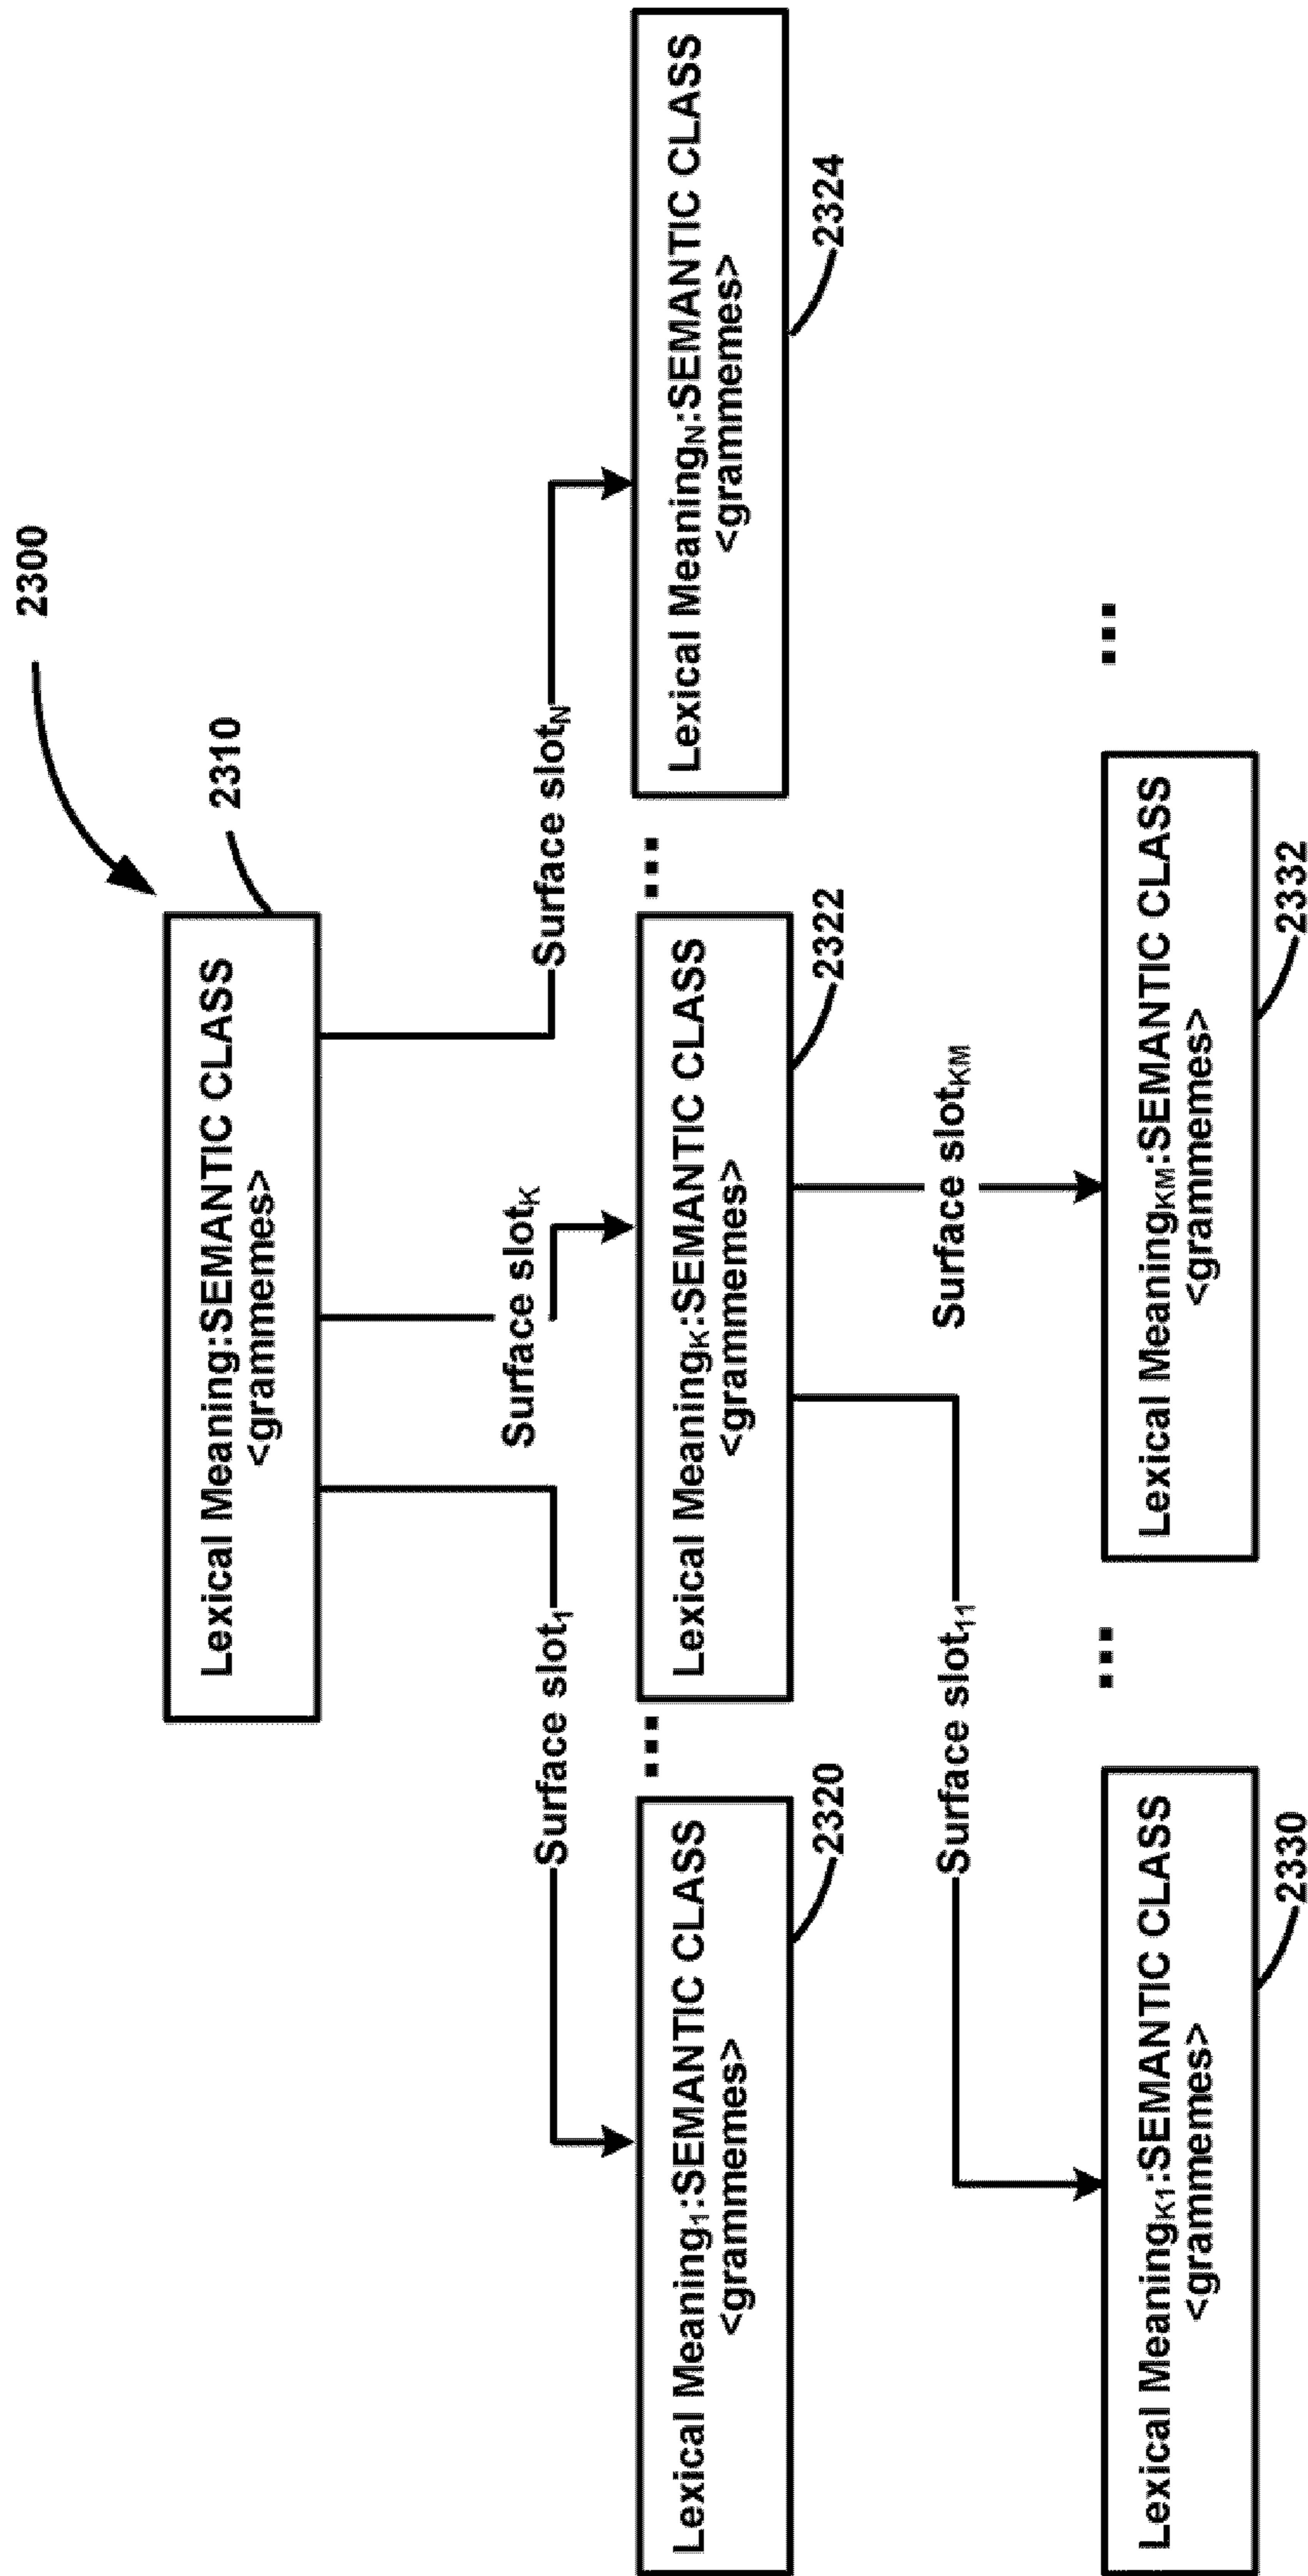 2300
2310
Lexical Meaning:SEMANTIC CLASS
<grammemes>
Surface slot₁
Surface slotK
Surface slotN
Lexical Meaning₁:SEMANTIC CLASS
<grammemes>
2320
...
Lexical MeaningK:SEMANTIC CLASS
<grammemes>
2322
...
Lexical MeaningN:SEMANTIC CLASS
<grammemes>
2324
Surface slot₁₁
Surface slotKM
Lexical MeaningK1:SEMANTIC CLASS
<grammemes>
2330
...
Lexical MeaningKM:SEMANTIC CLASS
<grammemes>
2332
...